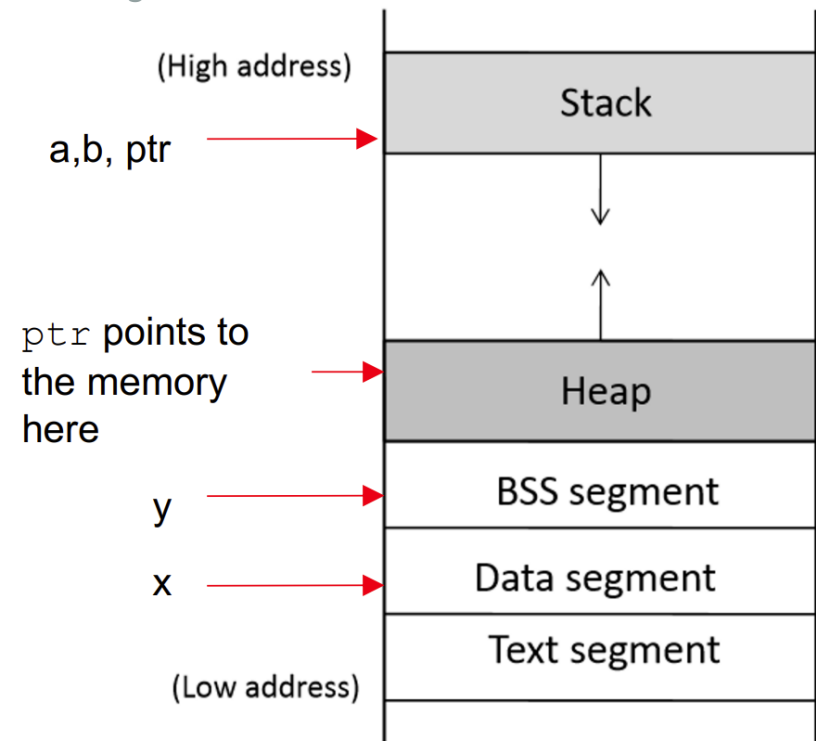 (High address)
Stack
a,b, ptr
ptr points to
the memory
here
Heap
y
BSS segment
x
Data segment
Text segment
(Low address)